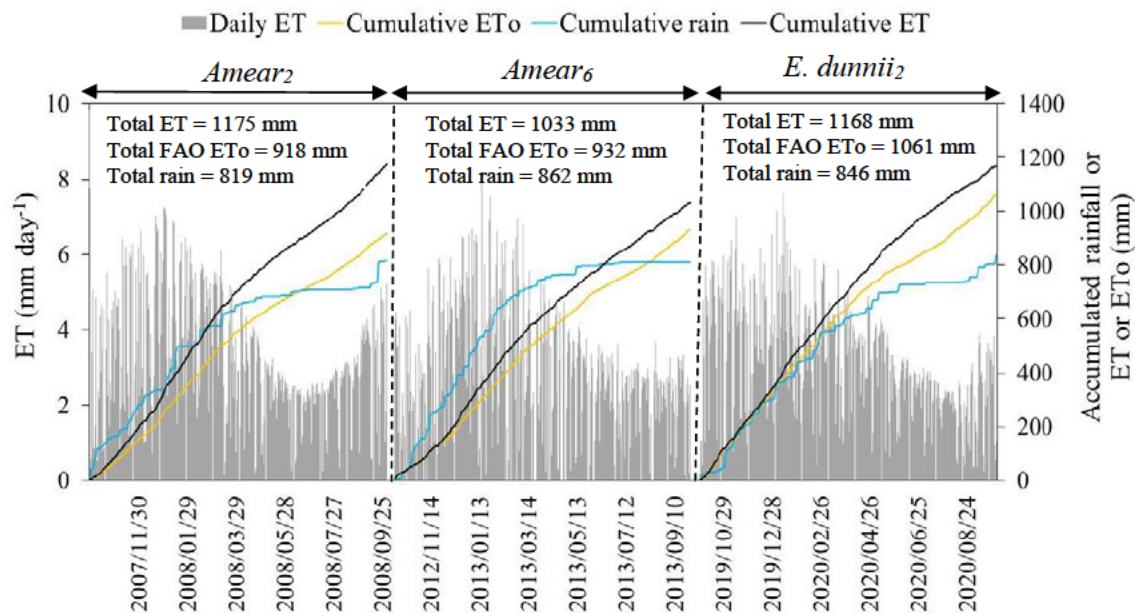 Daily ET Cumulative ETo Cumulative rain Cumulative ET
Amear2 Amear6 E. dunnii2
10 1400
Total ET = 1175 mm
Total FAO ETo = 918 mm
Total rain = 819 mm
Total ET = 1033 mm
Total FAO ETo = 932 mm
Total rain = 862 mm
Total ET = 1168 mm
Total FAO ETo = 1061 mm
Total rain = 846 mm
8
6
4
2
0
ET (mm day-1)
1200
1000
800
600
400
200
0
Accumulated rainfall or
ET or ETo (mm)
2007/11/30
2008/01/29
2008/03/29
2008/05/28
2008/07/27
2008/09/25
2012/11/14
2013/01/13
2013/03/14
2013/05/13
2013/07/12
2013/09/10
2019/10/29
2019/12/28
2020/02/26
2020/04/26
2020/06/25
2020/08/24